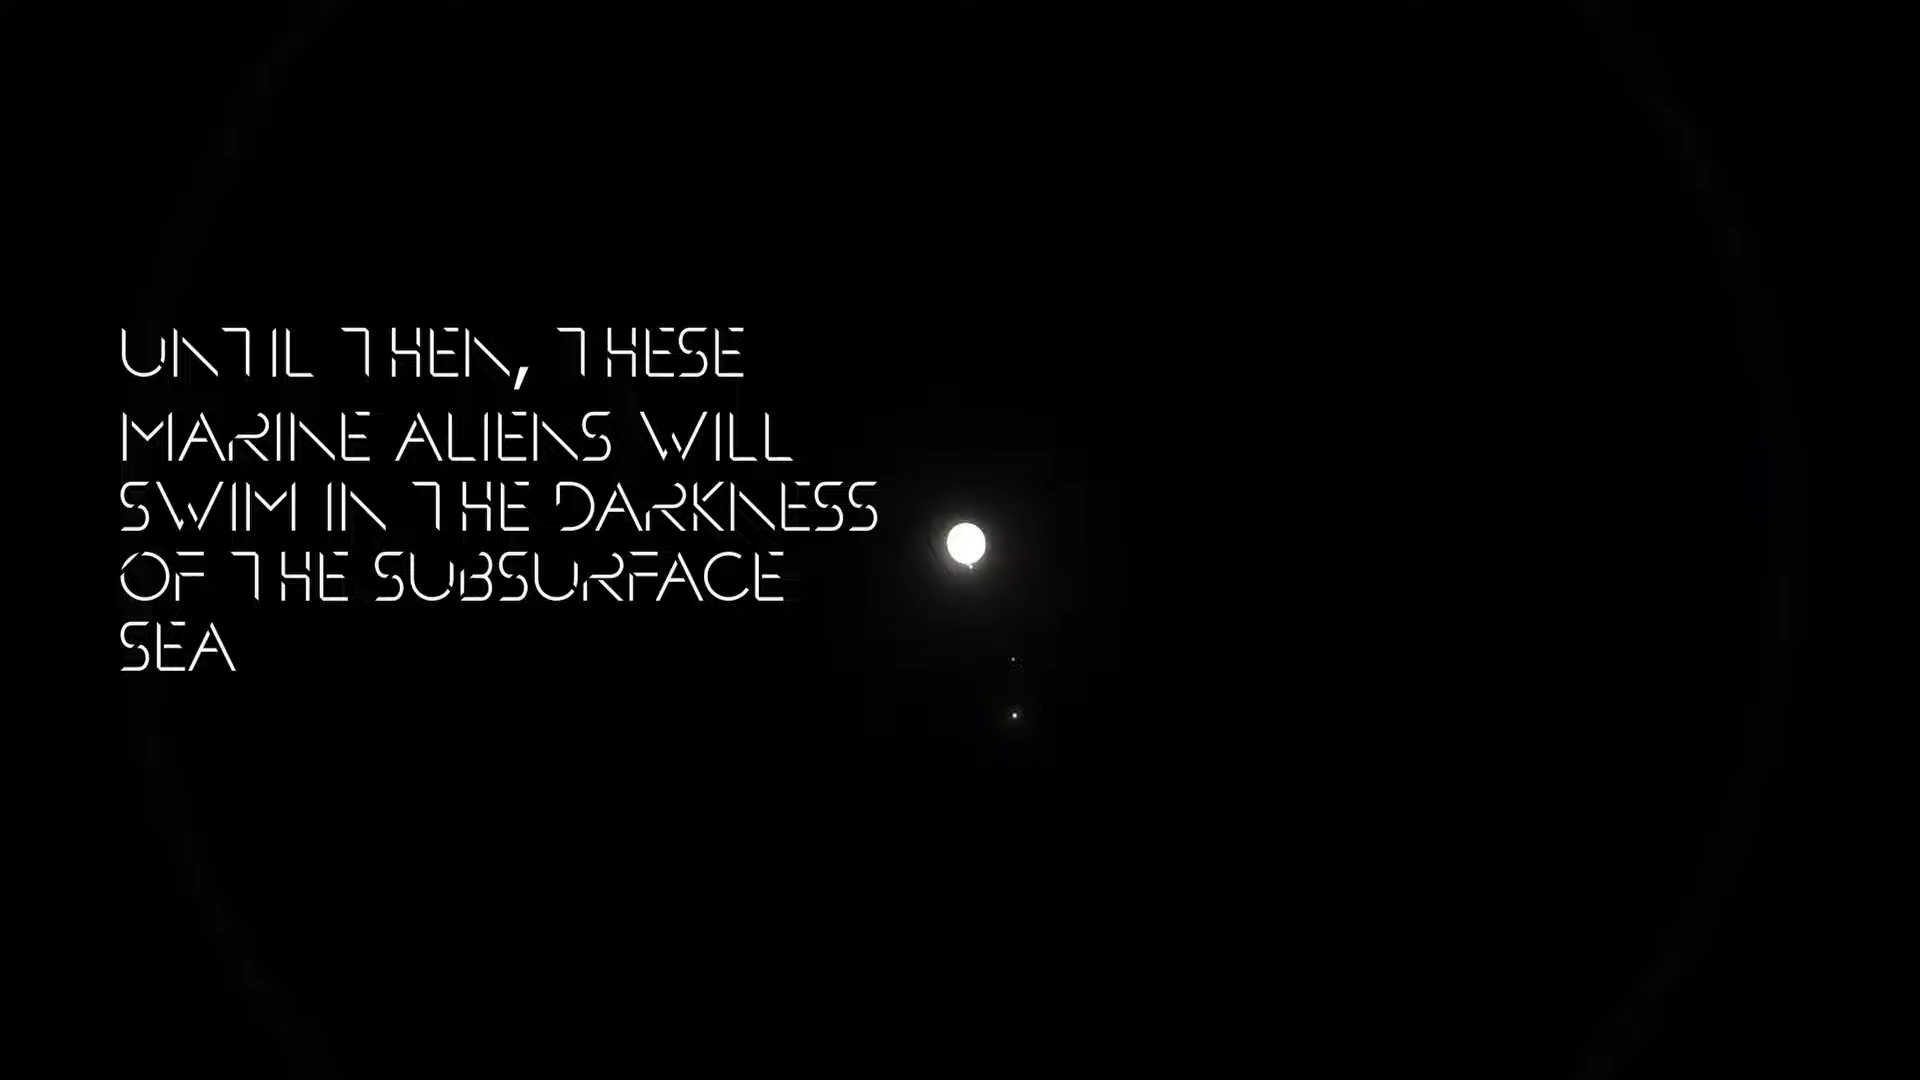 UNTIL THEN, THESE
MARINE ALIENS WILL
SWIM IN THE DARKNESS
OF THE SUBSURFACE
SEA